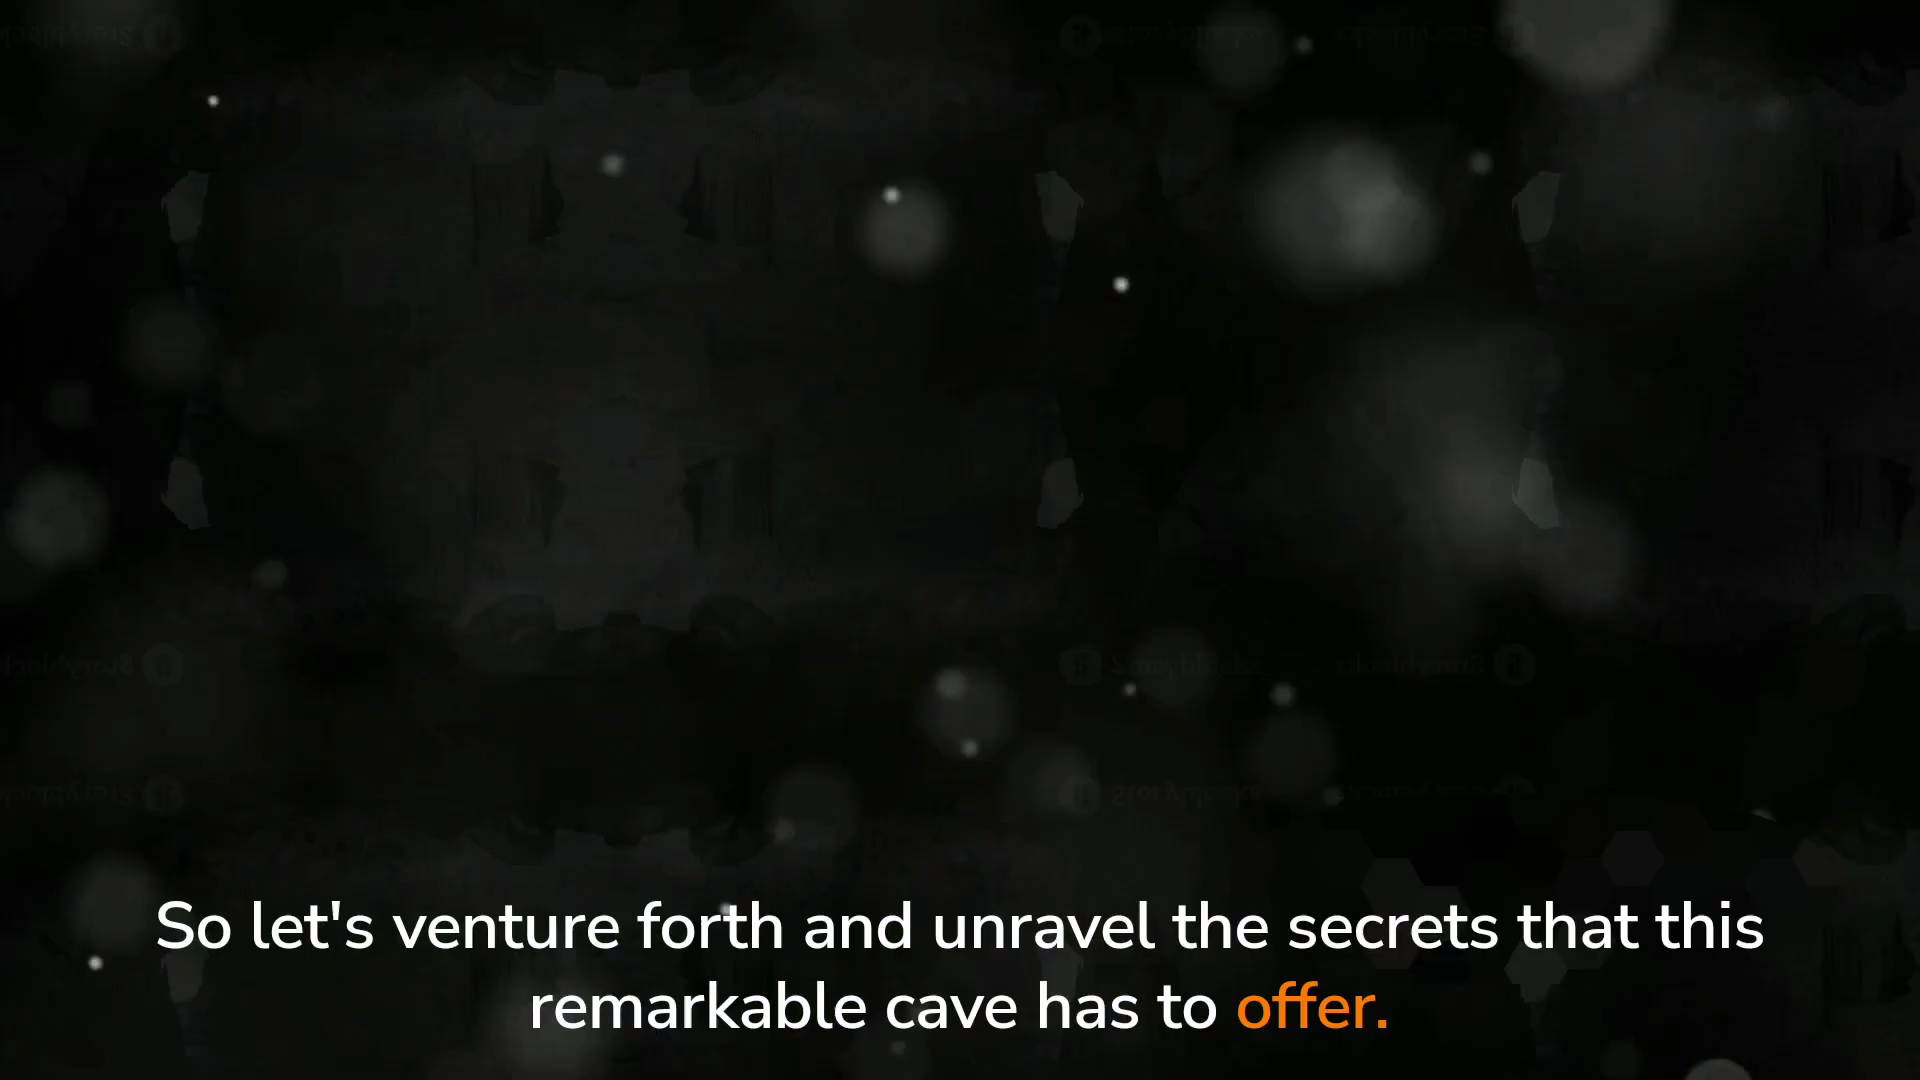 So let's venture forth and unravel the secrets that this
remarkable cave has to offer.